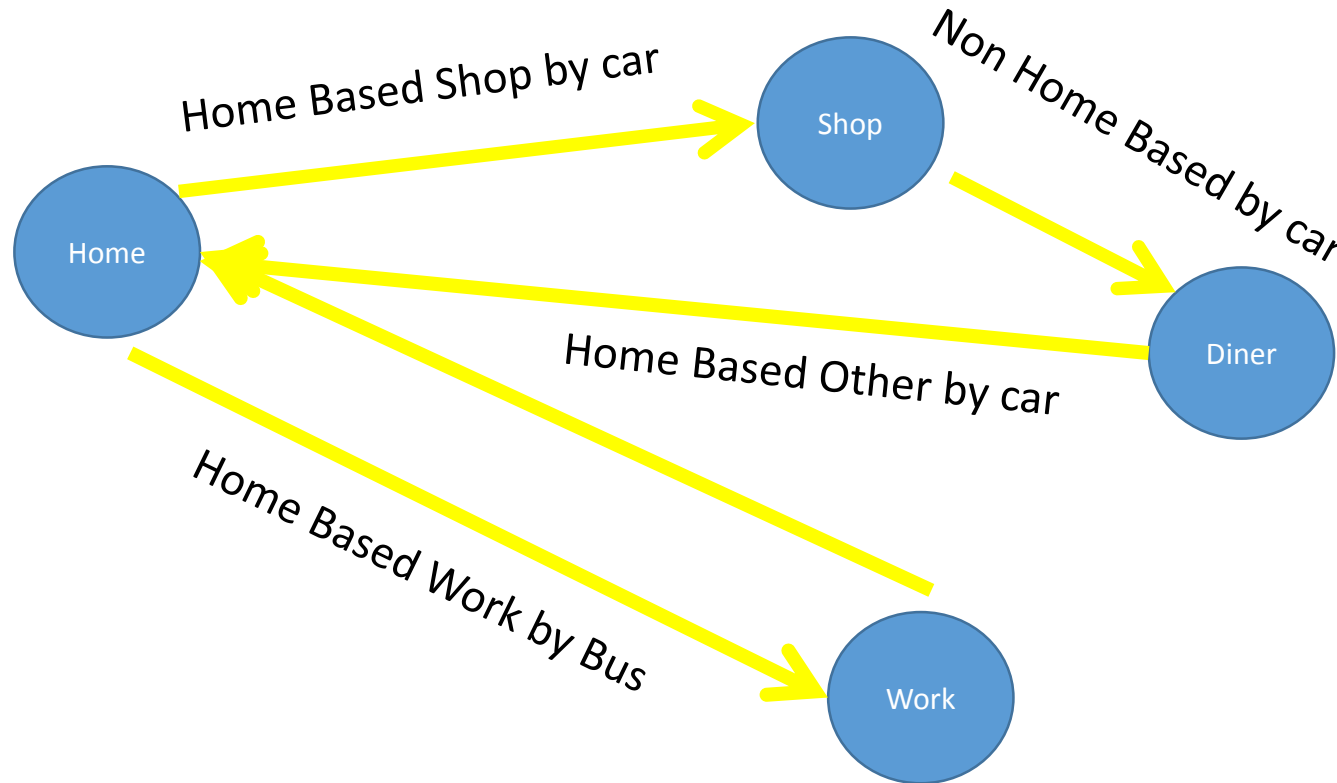 Home Based Shop by car
Non Home Based by car
Shop
Home
Diner
Home Based Other by car
Home Based Work by Bus
Work